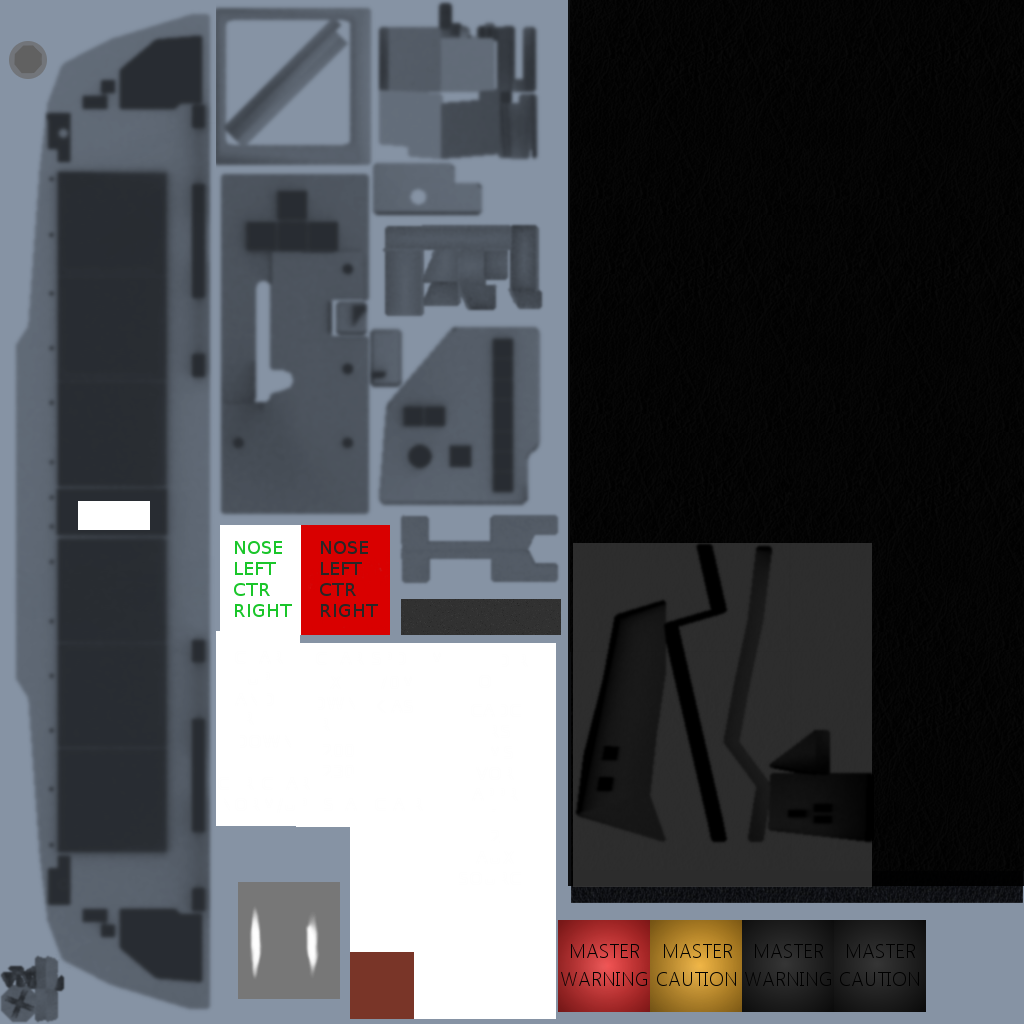 NOSE
LEFT
CTR
RIGHT
NOSE
LEFT
CTR
RIGHT
MASTER
WARNING
MASTER
CAUTION
MASTER
WARNING
MASTER
CAUTION